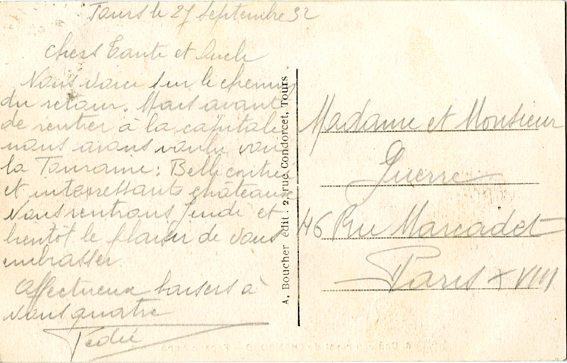 Tours le 27 Septembre 32
Chers Tante et Oncle
Nous voici sur le chemin
du retour. Mais avant
de rentrer à la capitale
nous avons voulu voir
la Touraine : Belle contrée
et intéressants châteaux
Nous rentrons Jeudi et
bientôt le plaisir de vous
embrasser.
Affectueux baisers à
vous quatre
A. Boucher édit : 2, rue Condorcet, Tours
Madame et Monsieur
Guerre
46 Rue Marcadet
Paris XVIII